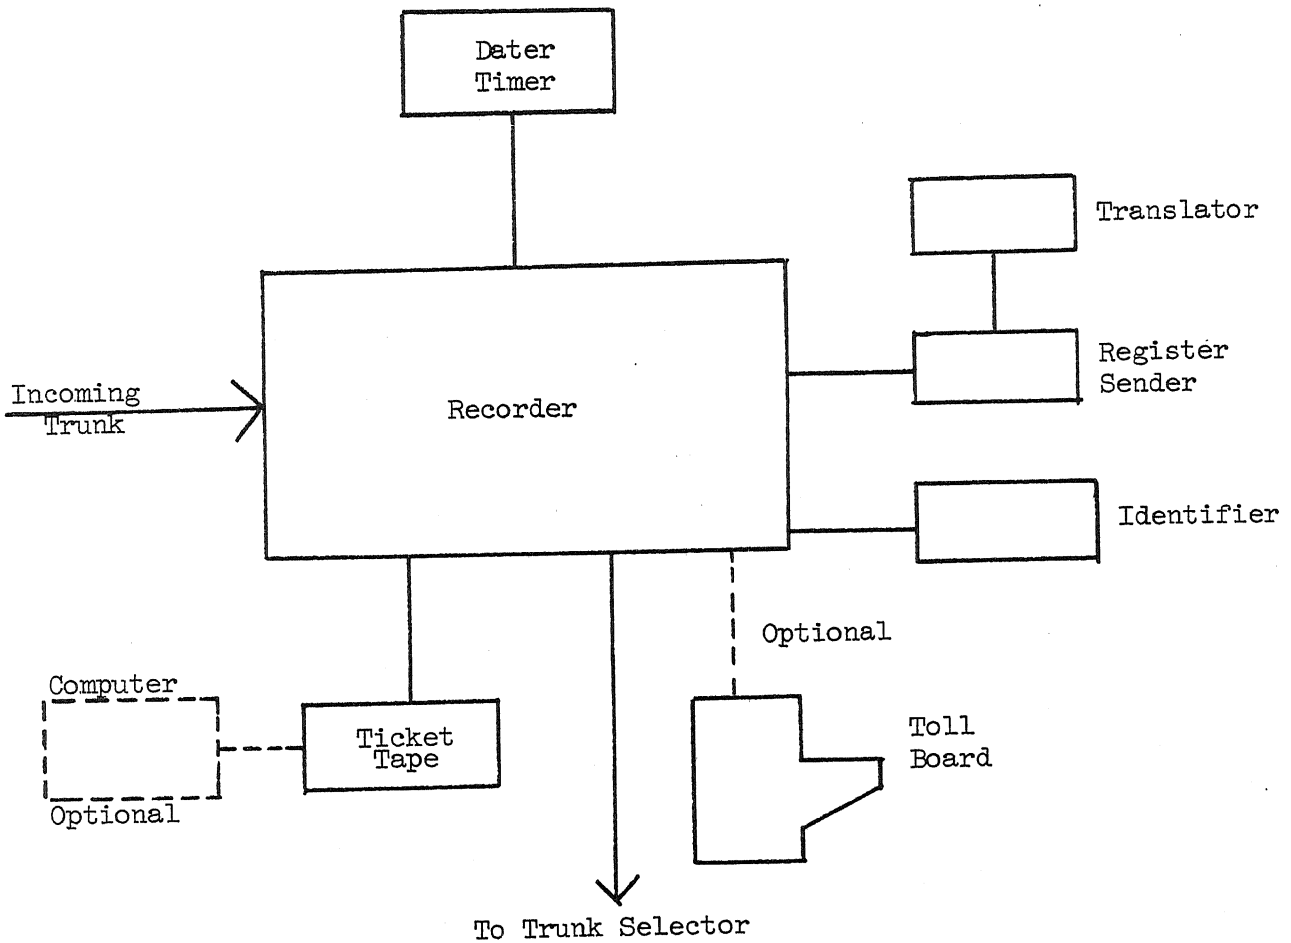 Dater
Timer
Translator
Register
Sender
Incoming
Trunk
Recorder
Identifier
Optional
Computer
Optional
Ticket
Tape
Toll
Board
To Trunk Selector